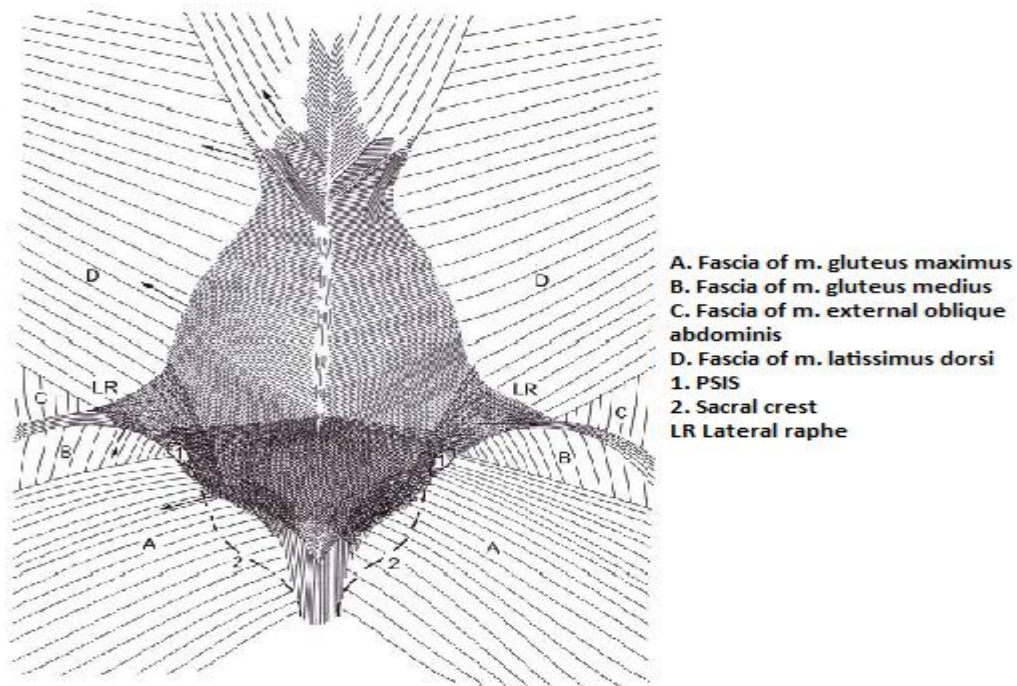 D
D
LR
LR
C
C
B
1
1
B
A
A
2
2
A. Fascia of m. gluteus maximus
B. Fascia of m. gluteus medius
C. Fascia of m. external oblique
abdominis
D. Fascia of m. latissimus dorsi
1. PSIS
2. Sacral crest
LR Lateral raphe